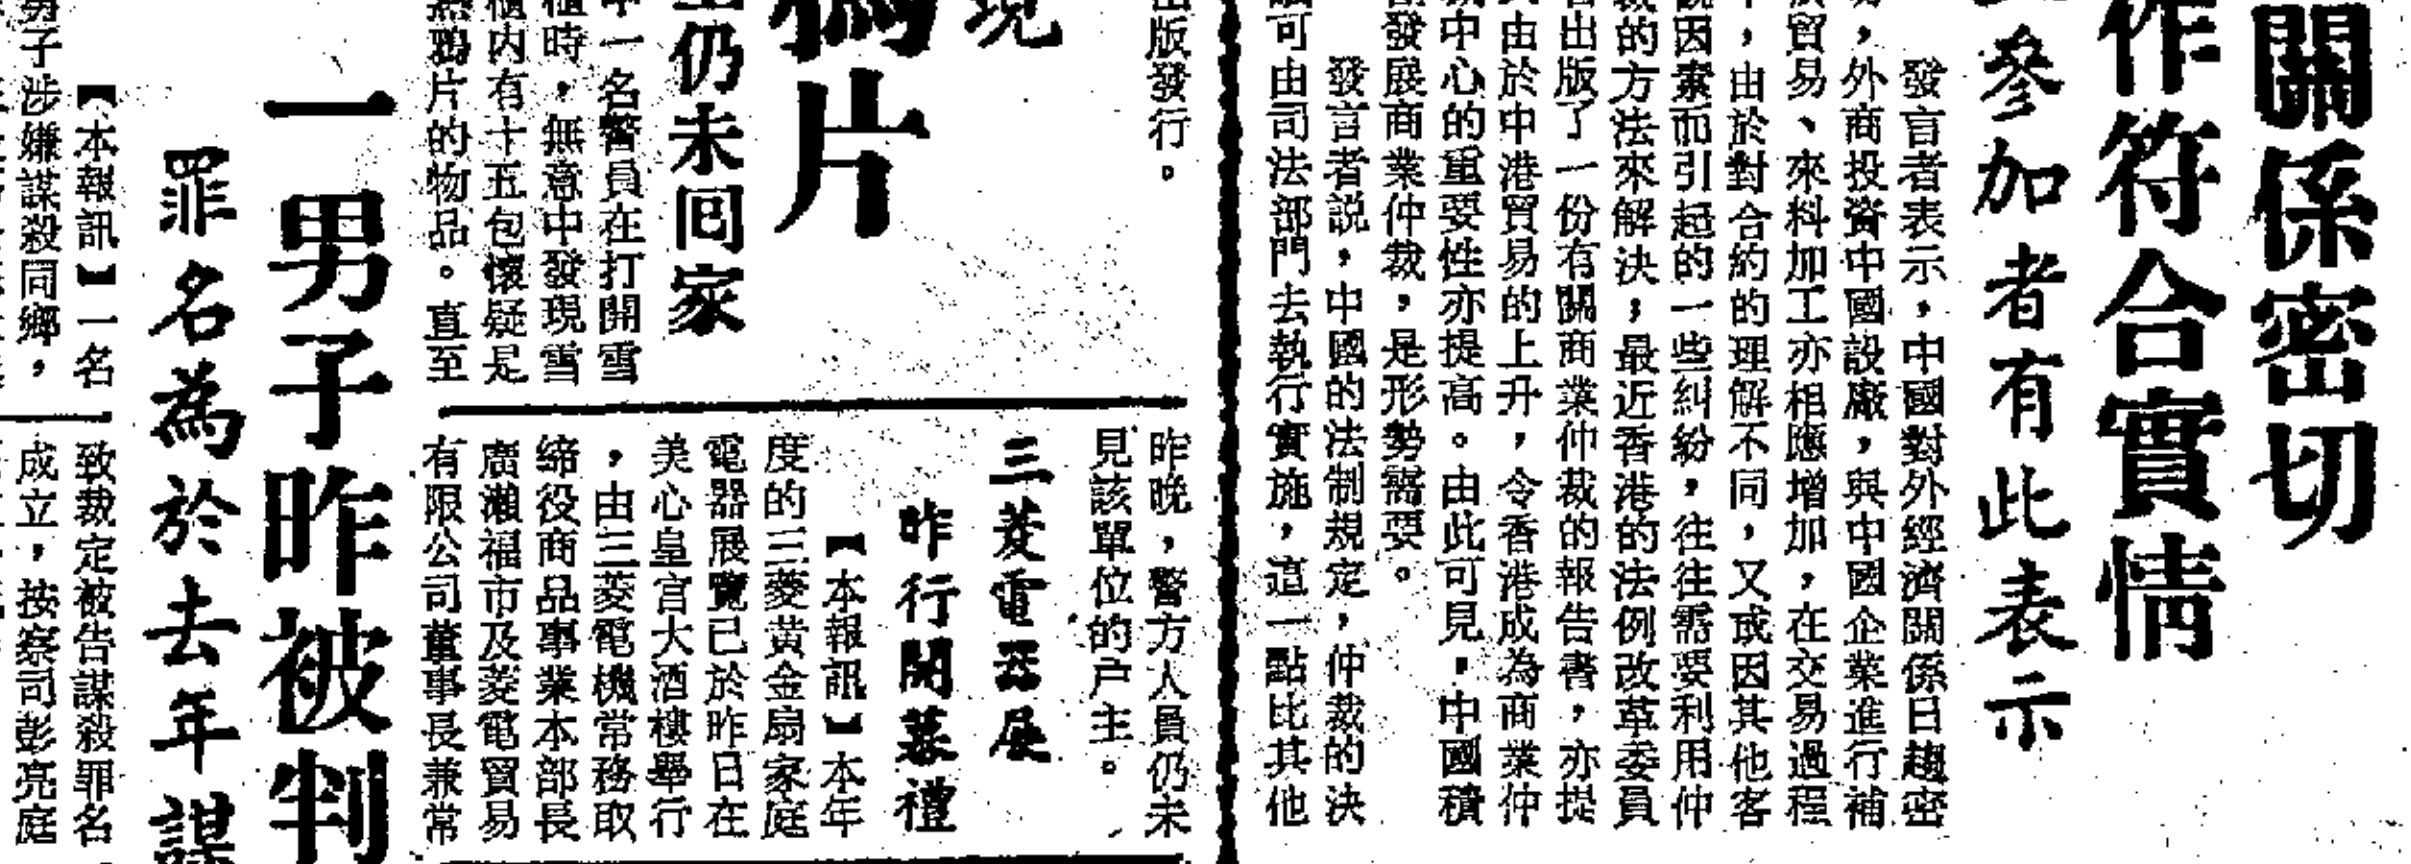 關係密切
作符合實情
參加者有此表示
發言者表示，中國對外經濟關係日趨密
，外商投資中國設廠，與中國企業進行補
貿易、來料加工亦相應增加，在交易過程
，由於對合約的理解不同，又或因其他客
因素而引起的一些糾紛，往往需要利用仲
的方法來解決；最近香港的法例改革委員
出版了一份有關商業仲裁的報告書，亦提
由於中港貿易的上升，令香港成為商業仲
中心的重要性亦提高。由此可見，中國積
發展商業仲裁，是形勢需要。
發言者說，中國的法制規定，仲裁的決
可由司法部門去執行實施，這一點比其他
出版發行。
現
鴉片
仍未回家
一名警員在打開雪
櫃時，無意中發現雪
櫃內有十五包懷疑是
鴉片的物品。直至
昨晚，警方人員仍未
見該單位的户主。
三菱電器展
昨行開幕禮
【本報訊】本年
度的三菱黃金扇家庭
電器展覽已於昨日在
美心皇宮大酒樓舉行
，由三菱電機常務取
締役商品事業本部長
廣瀨福市及菱電貿易
有限公司董事長兼常
一男子昨被判
罪名為於去年謀
【本報訊】一名
男子涉嫌謀殺同鄉，
致裁定被告謀殺罪名
成立，按察司彭亮庭